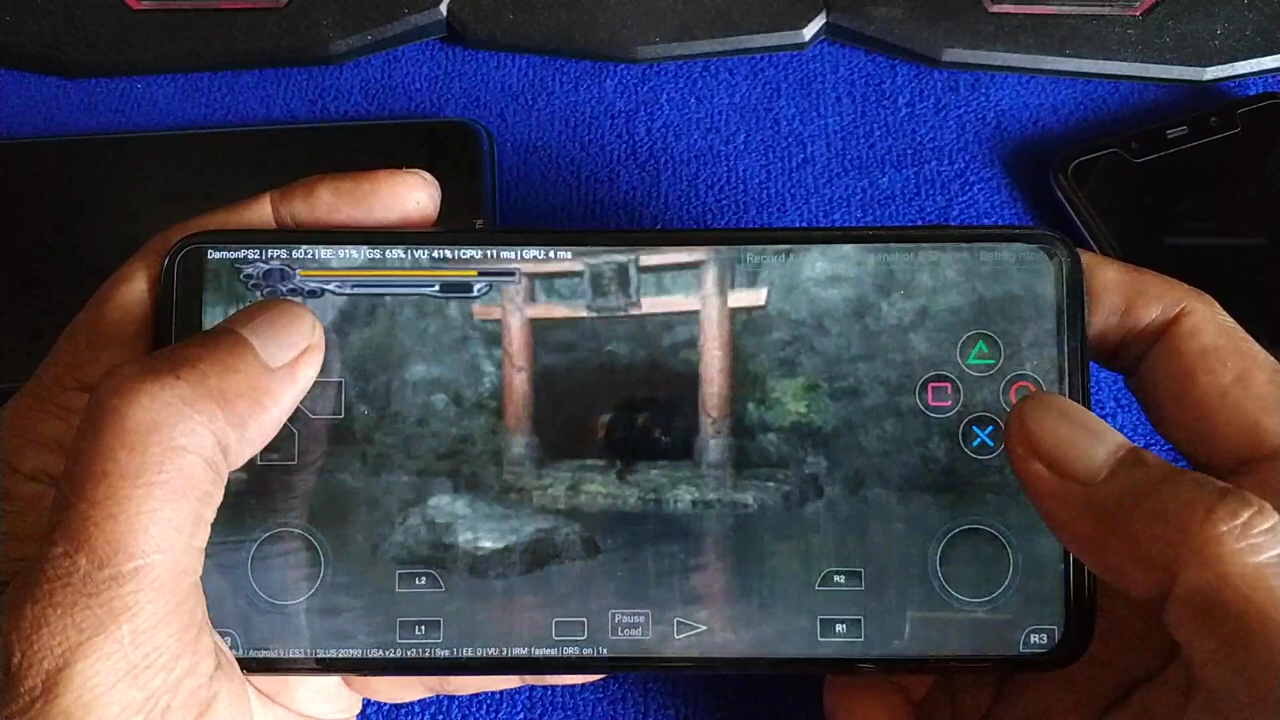 DamonPS2 | FPS: 60.2 | EE: 91% | GS: 65% | VU: 41% | CPU: 11 ms | GPU: 4 ms
Record &
L2
R2
L1
Pause
Load
R1
R3
Android 9 | ES3.1 | SLUS-20393 | USA v2.0 | v3.1.2 | Sys: 1 | EE: 0 | VU: 3 | IRM: fastest | DRS: on | 1x